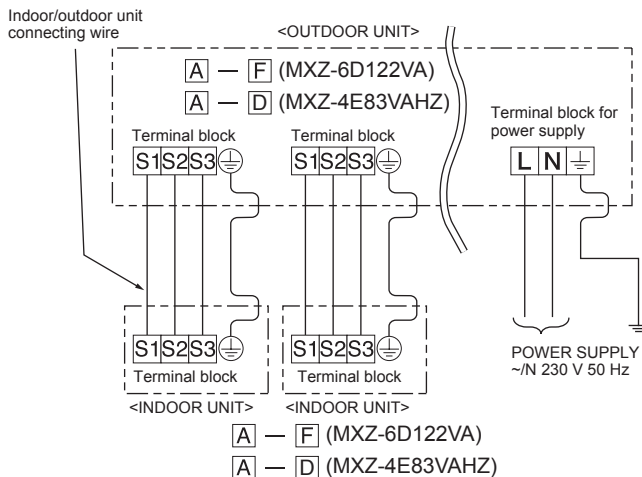 Indoor/outdoor unit
connecting wire
<OUTDOOR UNIT>
A — F (MXZ-6D122VA)
A — D (MXZ-4E83VAHZ)
Terminal block
S1 S2 S3
Terminal block
S1 S2 S3
Terminal block for
power supply
L N
S1 S2 S3
Terminal block
<INDOOR UNIT>
S1 S2 S3
Terminal block
<INDOOR UNIT>
POWER SUPPLY
~/N 230 V 50 Hz
A — F (MXZ-6D122VA)
A — D (MXZ-4E83VAHZ)